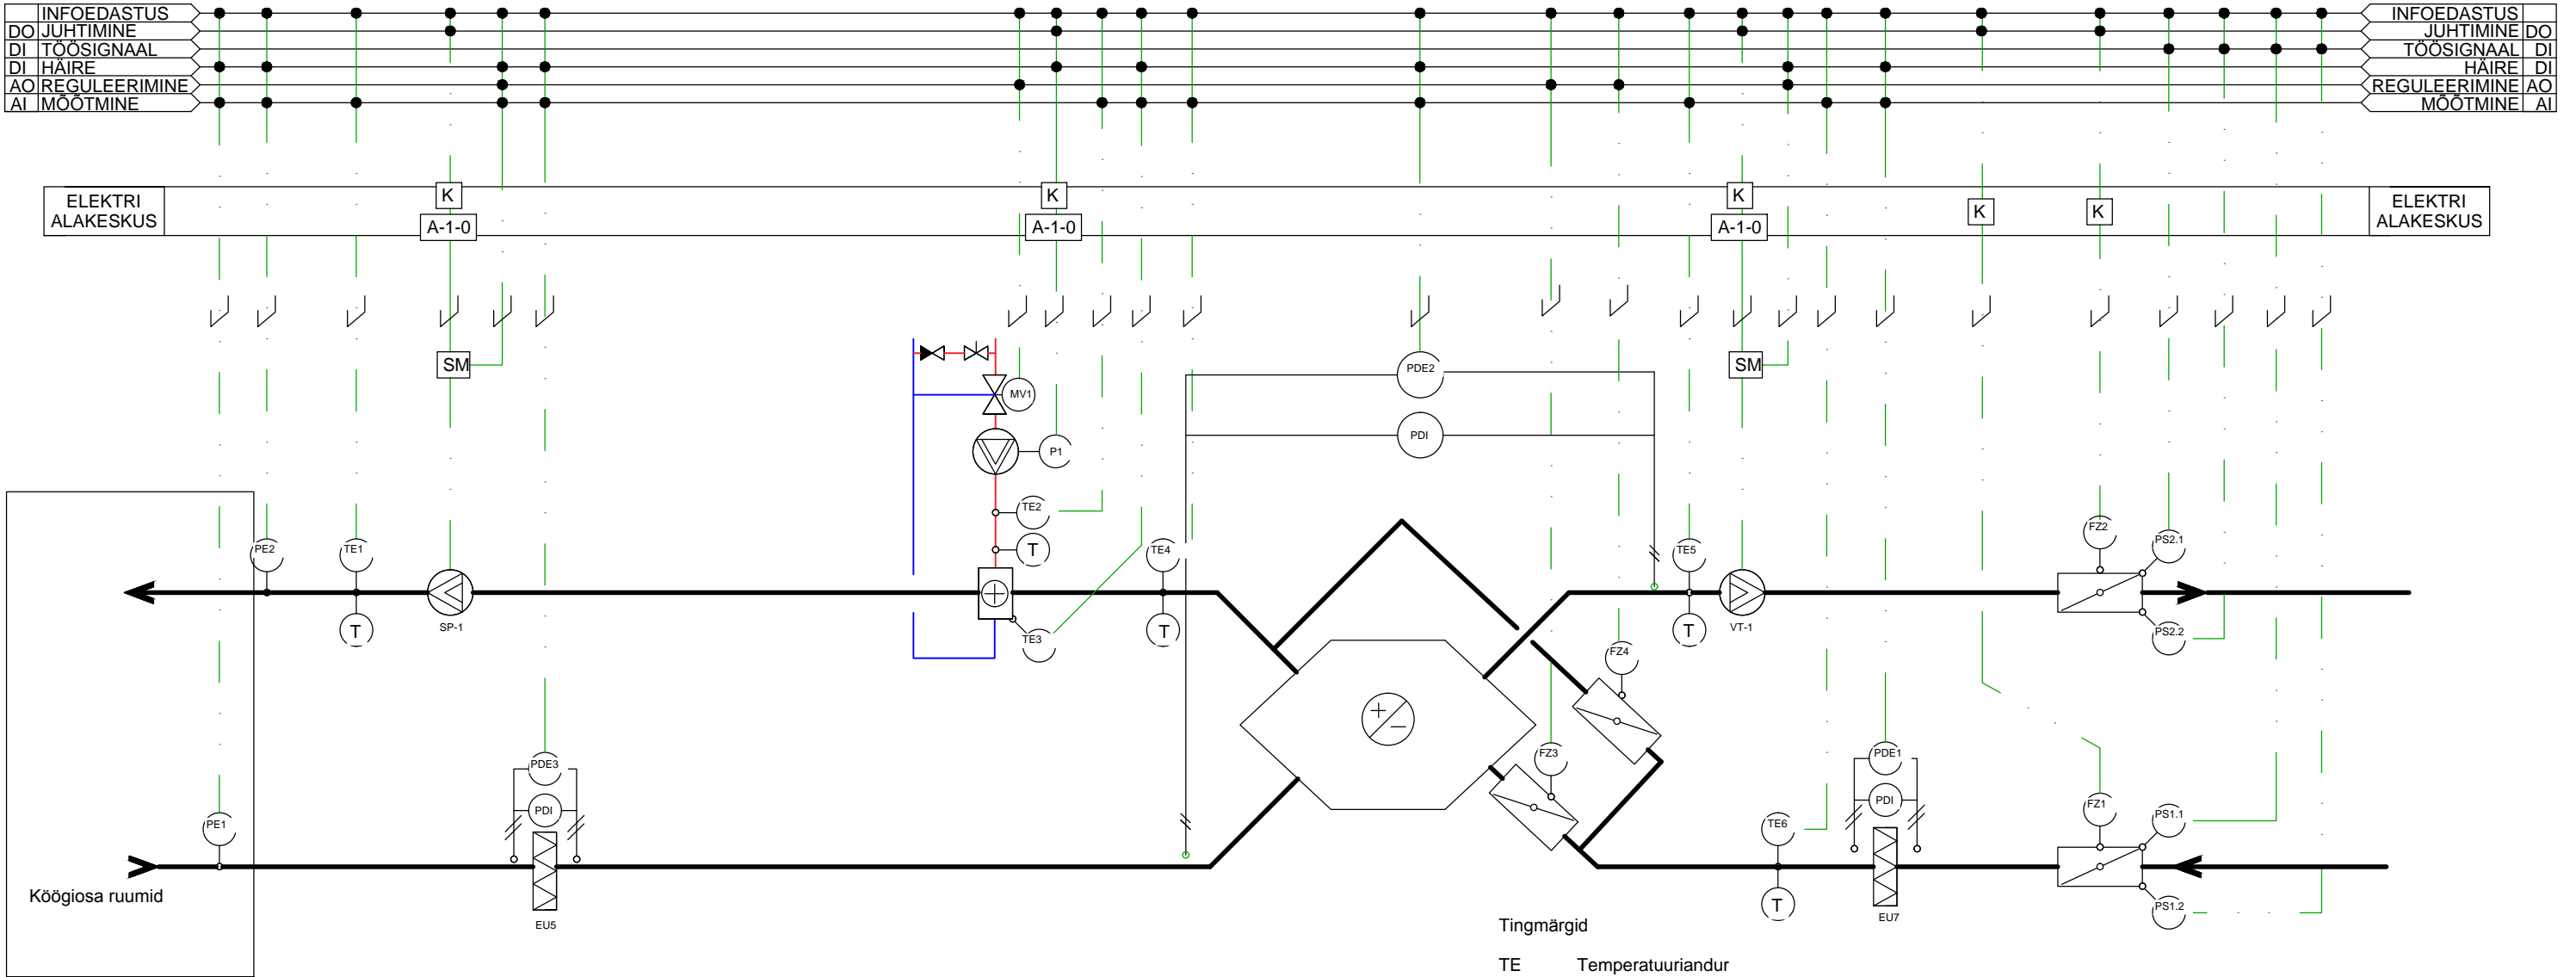 INFOEDASTUS
DO JUHTIMINE
DI TÖÖSIGNAAL
DI HÄIRE
AO REGULEERIMINE
AI MÕÕTMINE
INFOEDASTUS
JUHTIMINE DO
TÖÖSIGNAAL DI
HÄIRE DI
REGULEERIMINE AO
MÕÕTMINE AI
ELEKTRI
ALAKESKUS
K
A-1-0
K
A-1-0
K
A-1-0
K
K
ELEKTRI
ALAKESKUS
SM
MV1
PDE2
SM
PDI
P1
TE2
T
PE2
TE1
TE4
TE5
FZ2
PS2.1
T
SP-1
TE3
T
T
VT-1
PS2.2
FZ4
FZ3
PDE3
PDI
PDE1
PDI
PE1
TE6
FZ1
PS1.1
Köögiosa ruumid
EU5
T
EU7
PS1.2
Tingmärgid
TE Temperatuuriandur